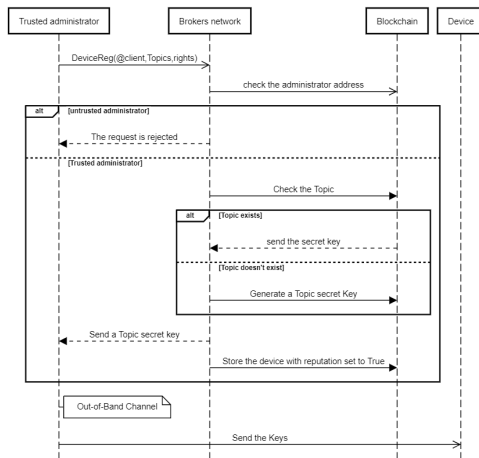 Trusted administrator
Brokers network
Blockchain
Device
DeviceReg(@client,Topics,rights)
check the administrator address
alt
[untrusted administrator]
The request is rejected
[Trusted administrator]
Check the Topic
alt
[Topic exists]
send the secret key
[Topic doesn't exist]
Generate a Topic secret Key
Send a Topic secret key
Store the device with reputation set to True
Out-of-Band Channel
Send the Keys